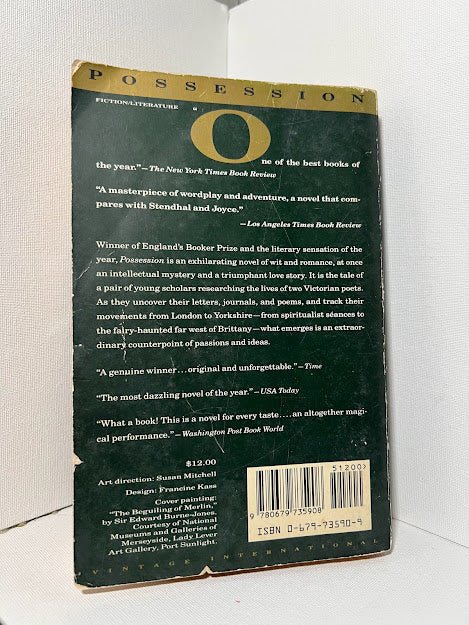 POSSESSION
FICTION/LITERATURE
"One of the best books of
the year."—The New York Times Book Review
"A masterpiece of wordplay and adventure, a novel that com-
pares with Stendhal and Joyce."
—Los Angeles Times Book Review
Winner of England's Booker Prize and the literary sensation of the
year, Possession is an exhilarating novel of wit and romance, at once
an intellectual mystery and a triumphant love story. It is the tale of
a pair of young scholars researching the lives of two Victorian poets.
As they uncover their letters, journals, and poems, and track their
movements from London to Yorkshire—from spiritualist séances to
the fairy-haunted far west of Brittany—what emerges is an extraor-
dinary counterpoint of passions and ideas.
"A genuine winner...original and unforgettable."—Time
"The most dazzling novel of the year."—USA Today
"What a book! This is a novel for every taste....an altogether magi-
cal performance."—Washington Post Book World
$12.00
Art direction: Susan Mitchell
Design: Francine Kass
Cover painting:
"The Beguiling of Merlin,"
by Sir Edward Burne-Jones.
Courtesy of National
Museums and Galleries of
Merseyside, Lady Lever
Art Gallery, Port Sunlight.
51200>
9 780679 735908
ISBN 0-679-73590-9
VINTAGE INTERNATIONAL